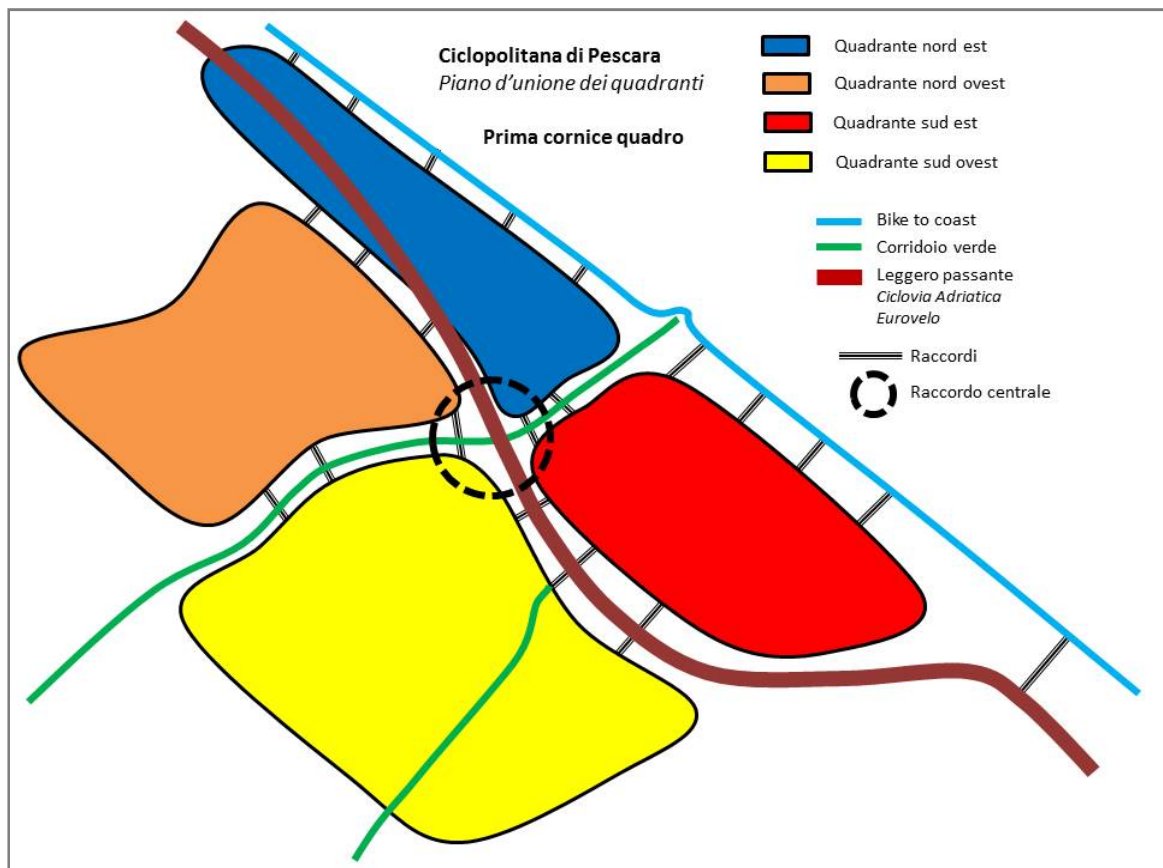 Ciclopolitana di Pescara
Piano d'unione dei quadranti
Prima cornice quadro
Quadrante nord est
Quadrante nord ovest
Quadrante sud est
Quadrante sud ovest
Bike to coast
Corridoio verde
Leggero passante
Ciclovia Adriatica
Eurovelo
Raccordi
Raccordo centrale